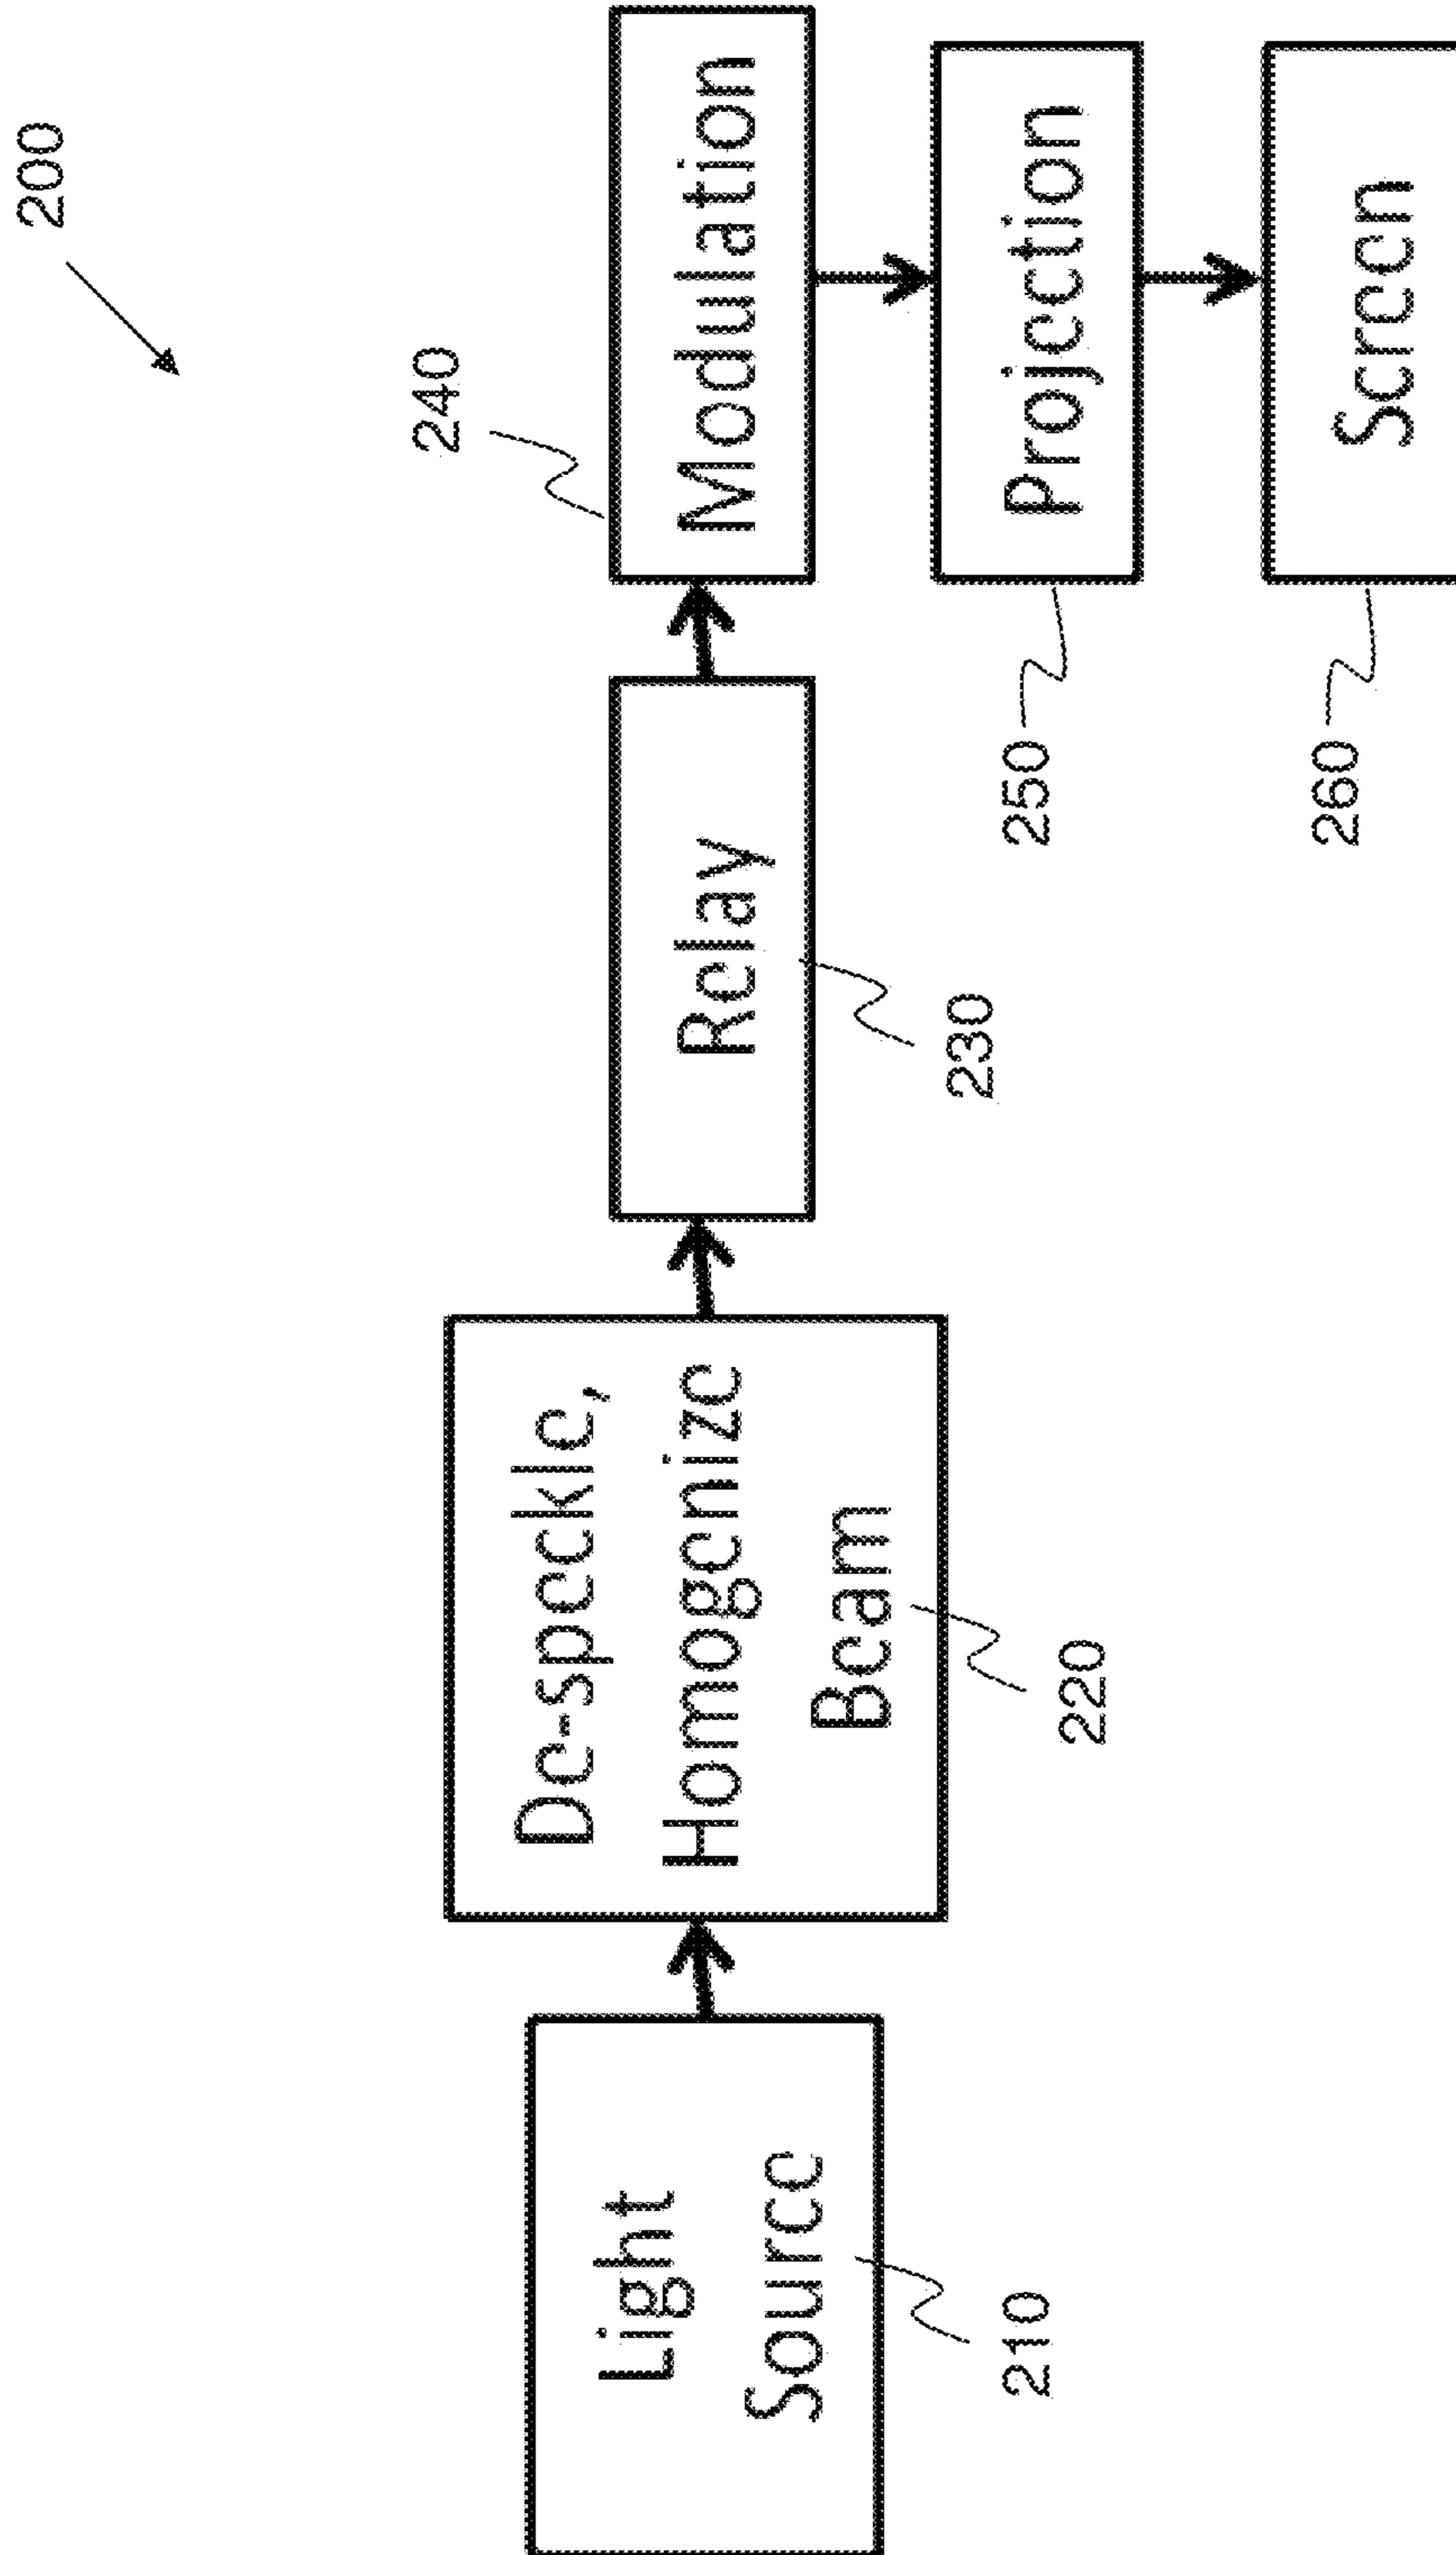 200
Light
Source
210
De-speckle,
Homogenize
Beam
220
Relay
230
240
Modulation
250
Projection
260
Screen